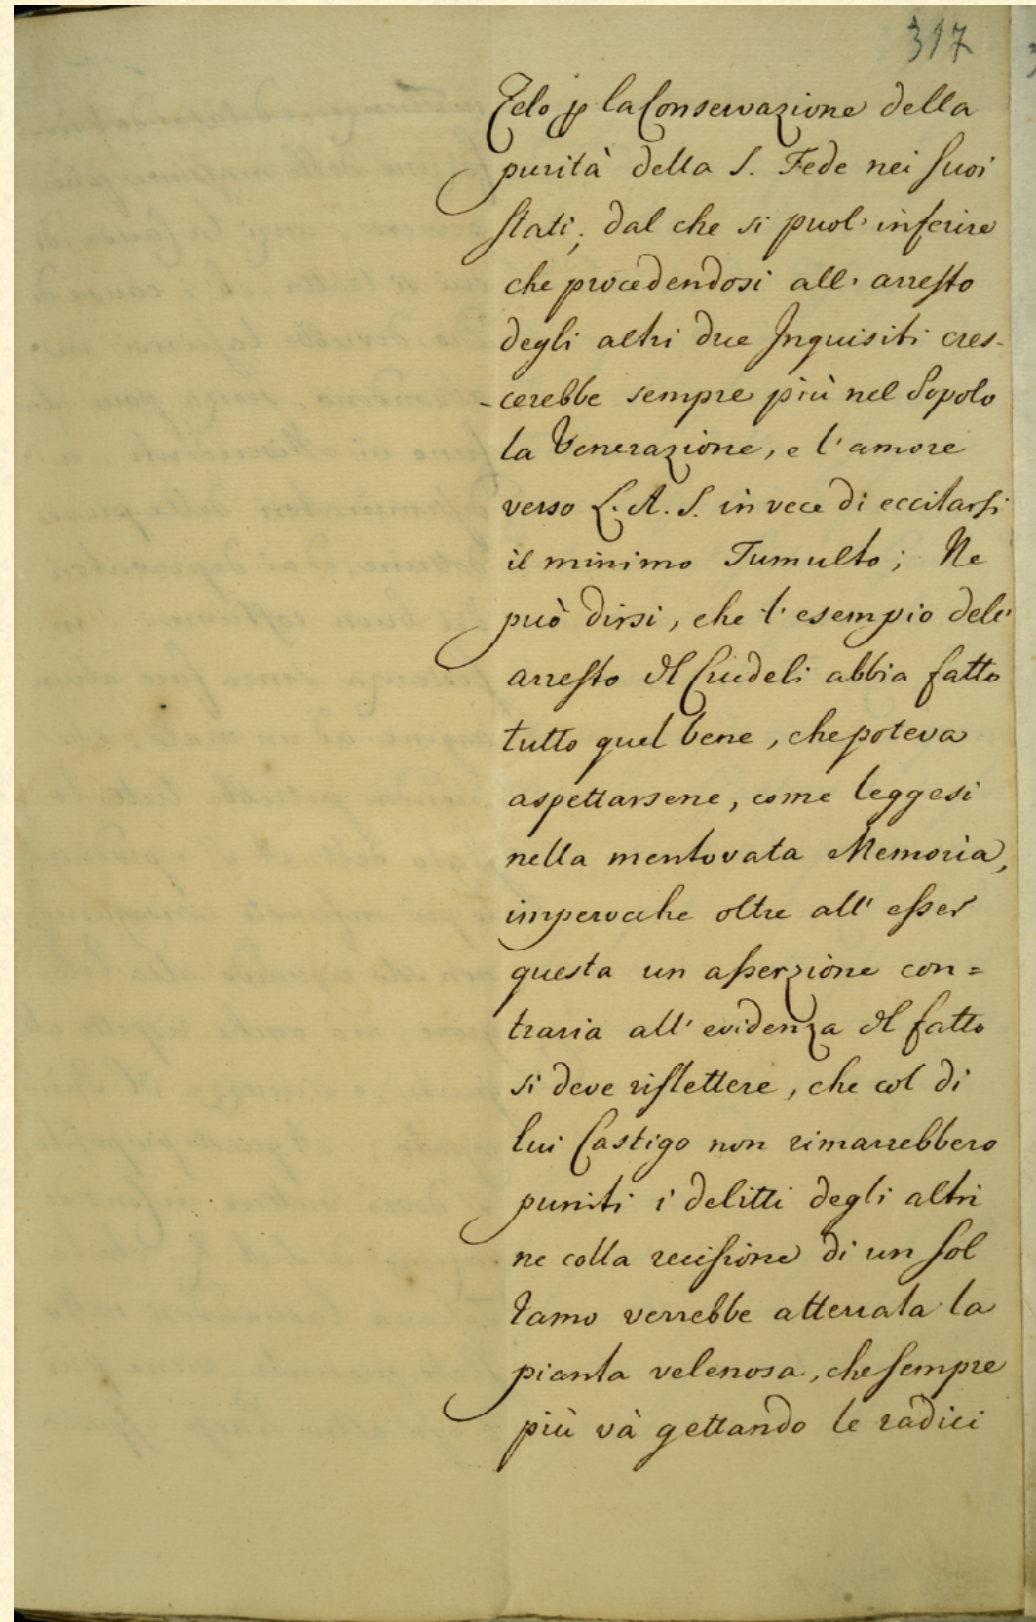 317
Zelo p la Conservazione della
purità della S. Fede nei suoi
stati; dal che si puol' inferire
che procedendosi all' arresto
degli altri due Inquisiti cres-
-cerebbe sempre più nel Popolo
la Venerazione, e l'amore
verso S. A. S. in vece di eccitarsi
il minimo Tumulto; Ne
può dirsi, che l'esempio dell'
arresto del Crudeli abbia fatto
tutto quel bene, che poteva
aspettarsene, come leggesi
nella mentovata Memoria,
imperocche oltre all' esser
questa un asserzione con=
traria all' evidenza del fatto
si deve riflettere, che col di
lui Castigo non rimarrebbero
puniti i delitti degli altri
ne colla recisione di un sol
Ramo verrebbe atterrata la
pianta velenosa, che sempre
più và gettando le radici